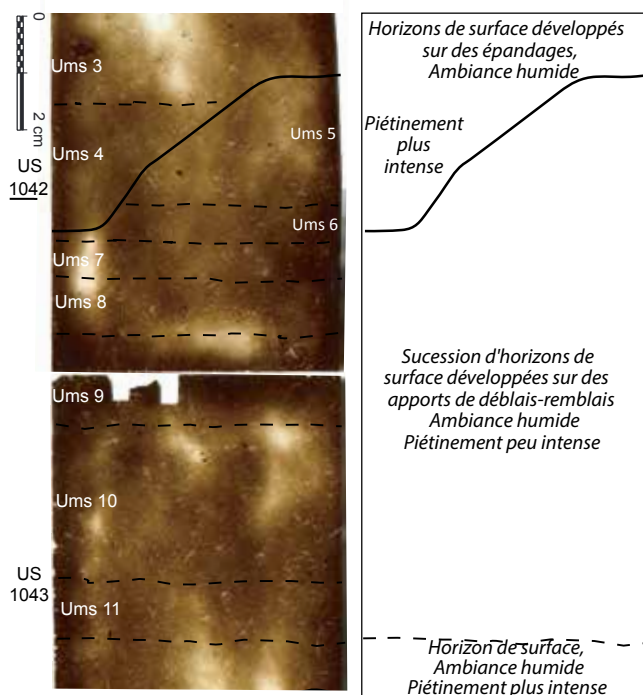 0
2 cm
Ums 3
Ums 4
Ums 5
US
1042
Ums 6
Ums 7
Ums 8
Ums 9
Ums 10
US
1043
Ums 11
Horizons de surface développés
sur des épandages,
Ambiance humide
Piétinement
plus
intense
Sucession d'horizons de
surface développées sur des
apports de déblais-remblais
Ambiance humide
Piétinement peu intense
Horizon de surface,
Ambiance humide
Piétinement plus intense